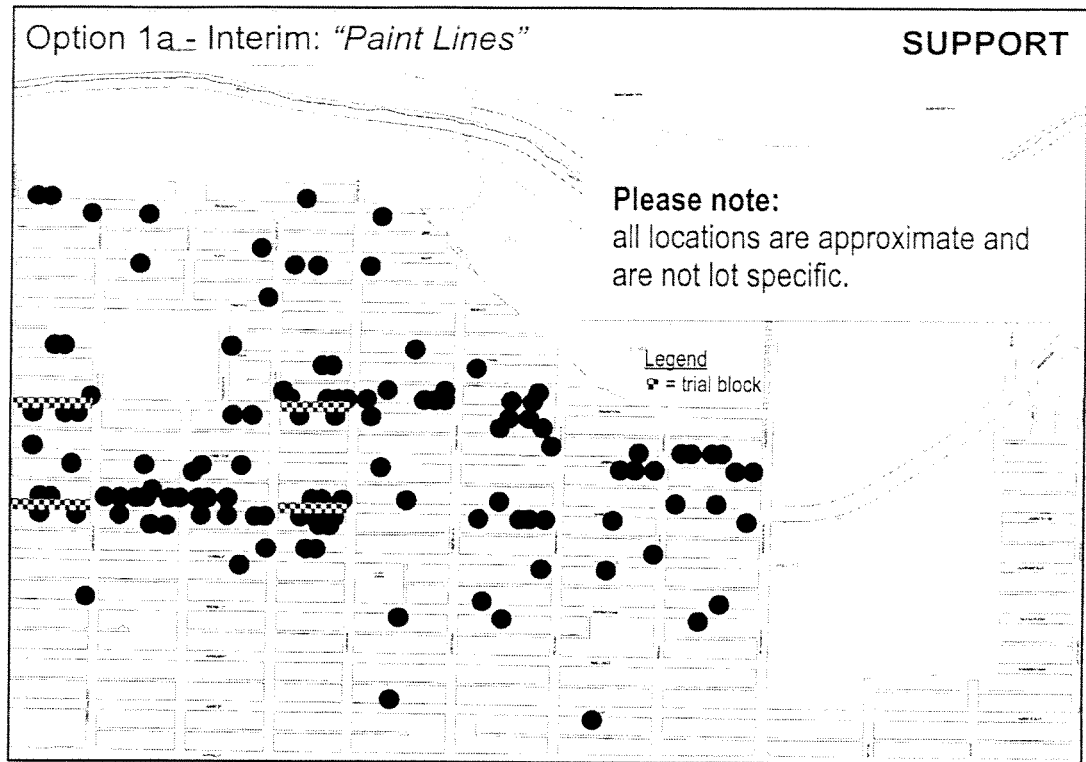 Option 1a - Interim: "Paint Lines"
SUPPORT
Please note:
all locations are approximate and
are not lot specific.
Legend
= trial block